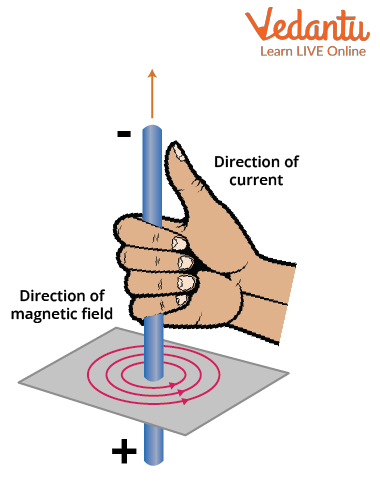 Vedantu
Learn LIVE Online
-
Direction of
current
Direction of
magnetic field
+